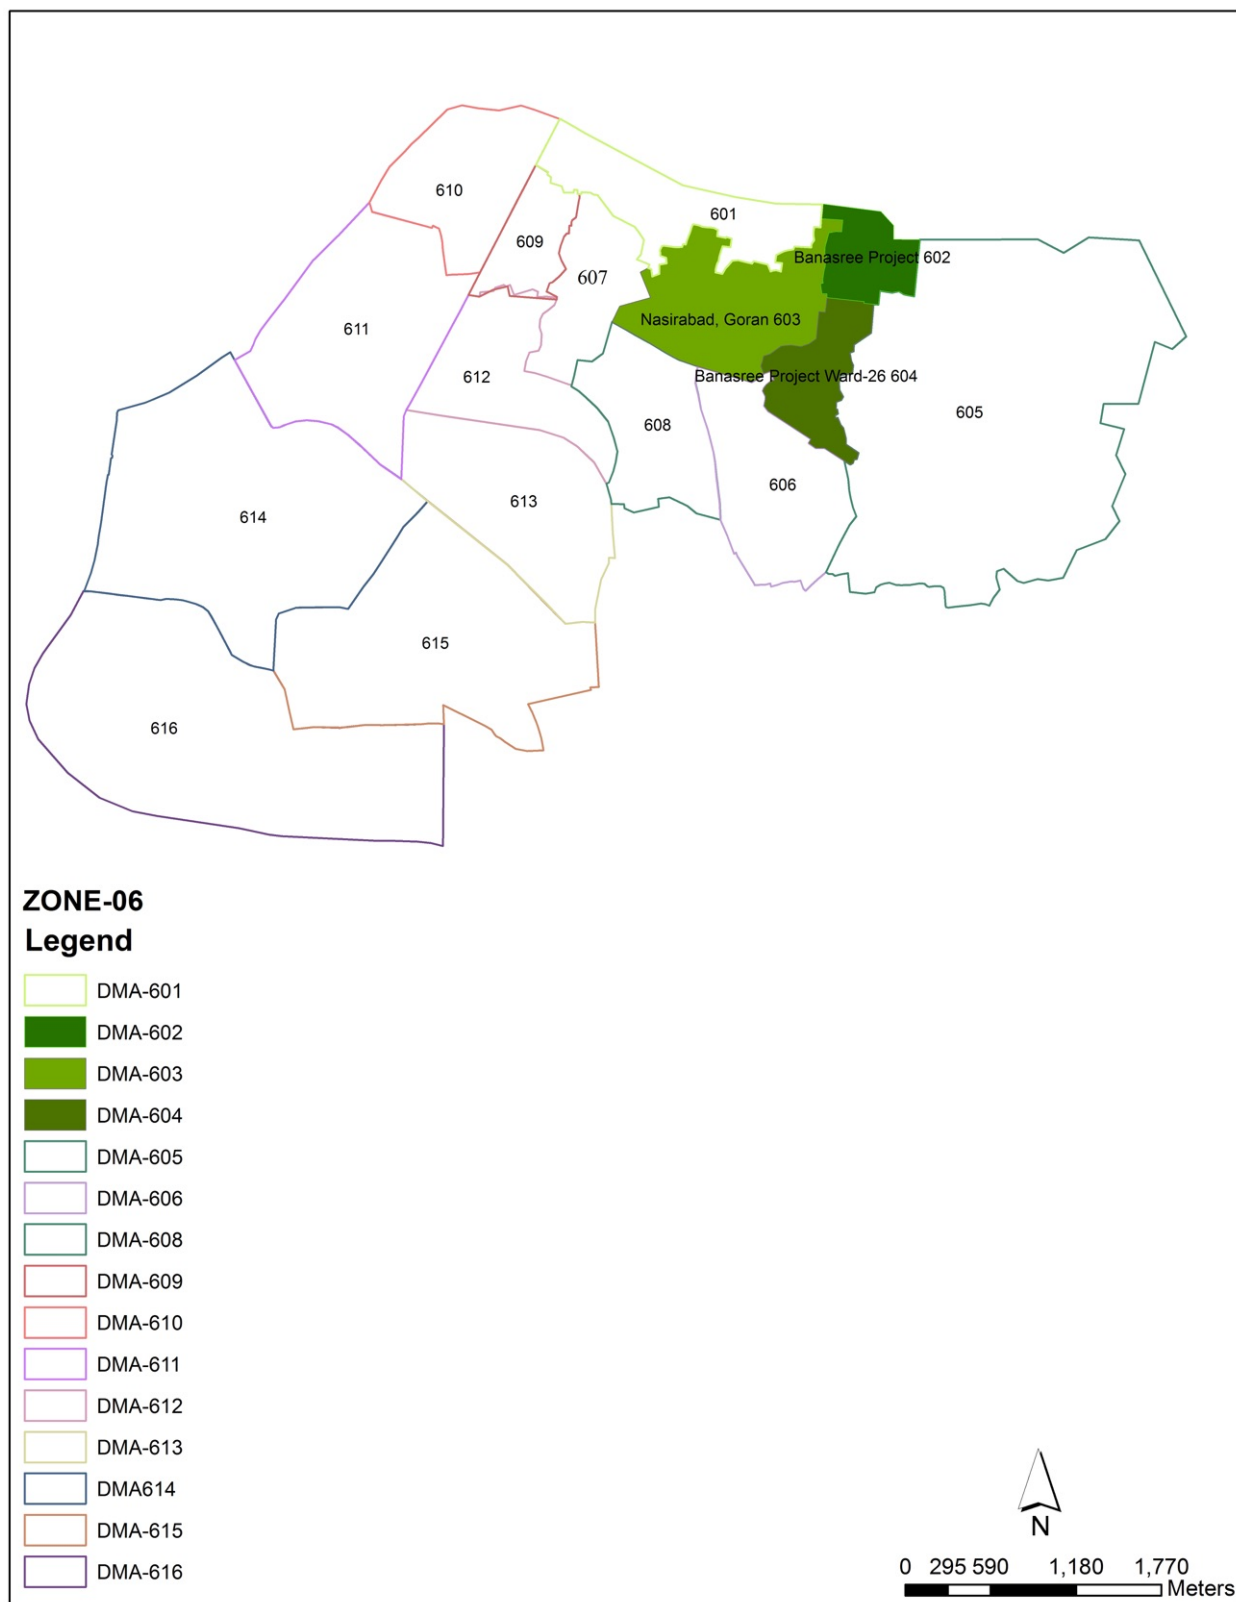 610
601
609
Banasree Project 602
607
Nasirabad, Goran 603
611
612
Banasree Project Ward-26 604
605
608
606
613
614
615
616
ZONE-06
Legend
DMA-601
DMA-602
DMA-603
DMA-604
DMA-605
DMA-606
DMA-608
DMA-609
DMA-610
DMA-611
DMA-612
DMA-613
DMA614
DMA-615
DMA-616
N
0 295 590 1,180 1,770
Meters